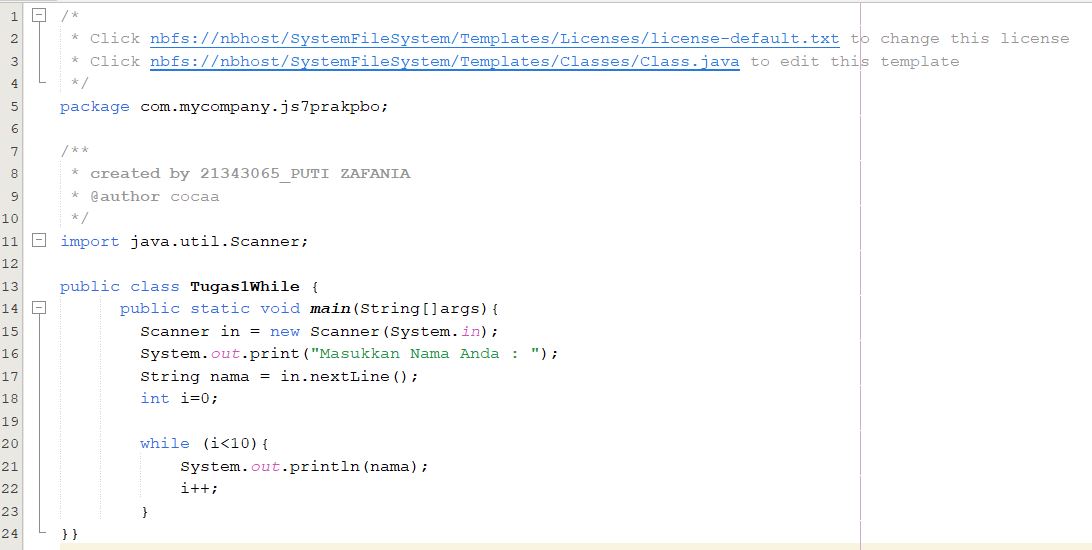 1 /*
2 * Click nbfs://nbhost/SystemFileSystem/Templates/Licenses/license-default.txt to change this license
3 * Click nbfs://nbhost/SystemFileSystem/Templates/Classes/Class.java to edit this template
4 */
5 package com.mycompany.js7prakpbo;
6
7 /**
8 * created by 21343065_PUTI ZAFANIA
9 * @author cocaa
10 */
11 import java.util.Scanner;
12
13 public class Tugas1While {
14 public static void main(String[]args){
15 Scanner in = new Scanner(System.in);
16 System.out.print("Masukkan Nama Anda : ");
17 String nama = in.nextLine();
18 int i=0;
19
20 while (i<10){
21 System.out.println(nama);
22 i++;
23 }
24 }}